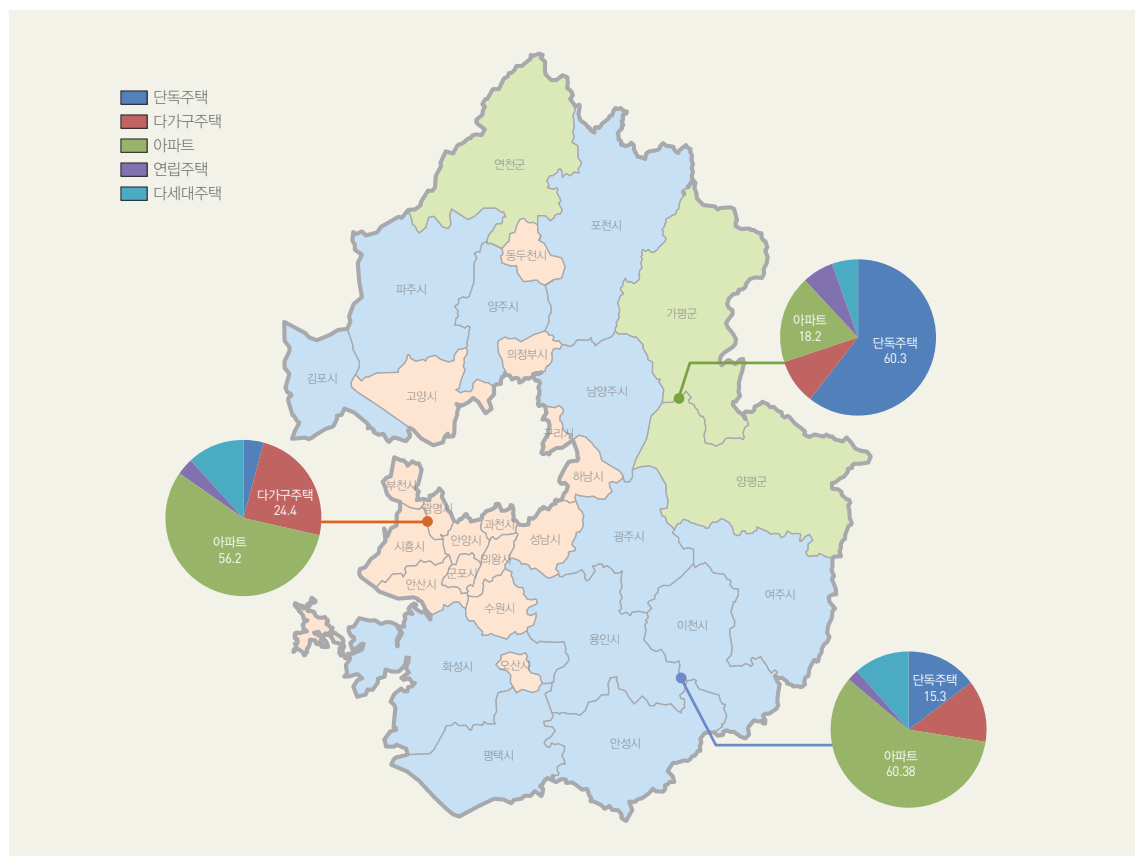 단독주택
다가구주택
아파트
연립주택
다세대주택
연천군
포천시
동두천시
파주시
양주시
가평군
의정부시
김포시
고양시
남양주시
구리시
하남시
양평군
부천시
광명시
과천시
안양시
성남시
광주시
시흥시
의왕시
군포시
안산시
수원시
여주시
이천시
용인시
화성시
오산시
안성시
평택시
아파트
18.2
단독주택
60.3
다가구주택
24.4
아파트
56.2
단독주택
15.3
아파트
60.38